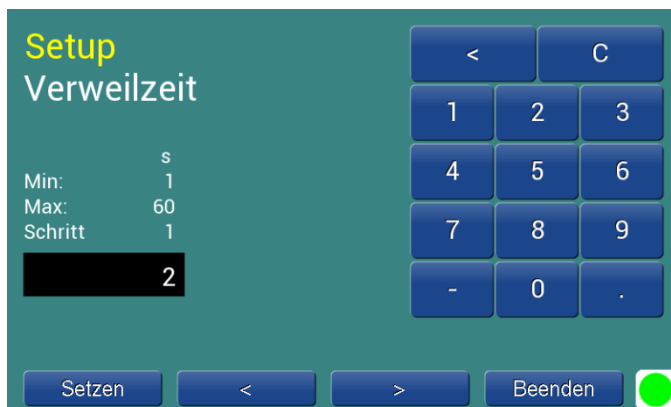 Setup
Verweilzeit
s
Min: 1
Max: 60
Schritt 1
2
< C
1 2 3
4 5 6
7 8 9
- 0 .
Setzen < > Beenden